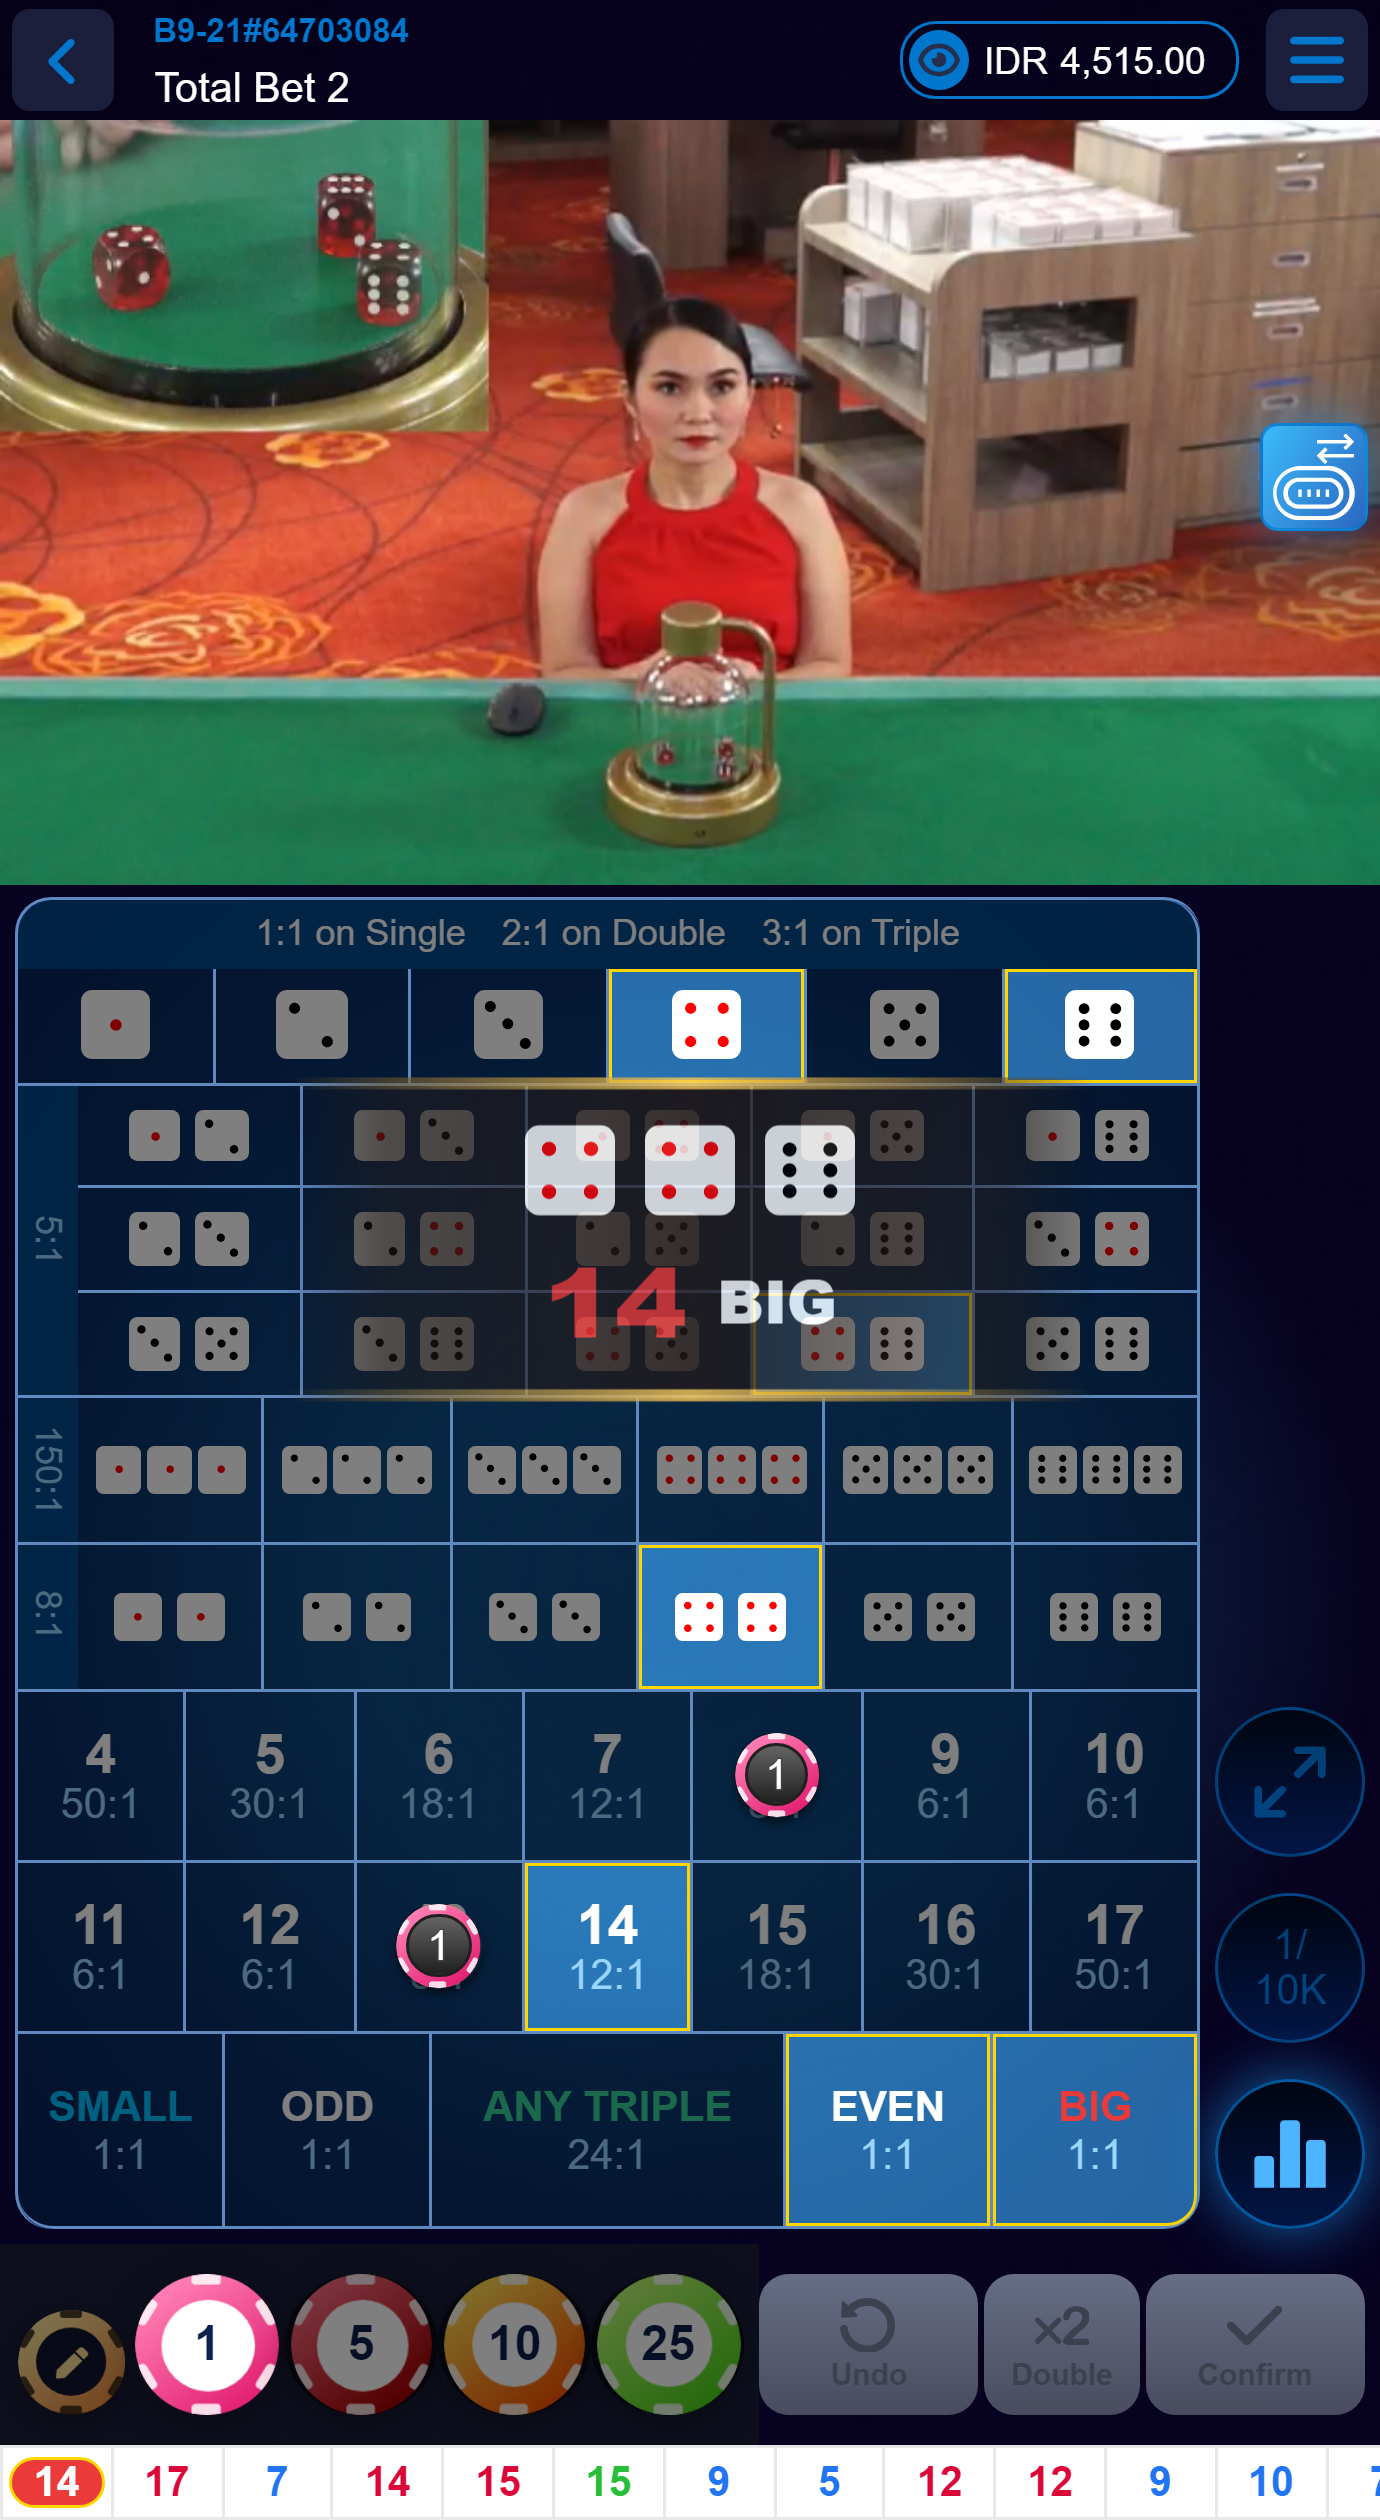 B9-21#64703084
Total Bet 2
IDR 4,515.00
1:1 on Single 2:1 on Double 3:1 on Triple
14 BIG
5:1
150:1
8:1
4 5 6 7 1 9 10
50:1 30:1 18:1 12:1 6:1 6:1
11 12 1 14 15 16 17
6:1 6:1 12:1 18:1 30:1 50:1
1/
10K
SMALL ODD ANY TRIPLE EVEN BIG
1:1 1:1 24:1 1:1 1:1
1 5 10 25
x2
Undo Double Confirm
14 17 7 14 15 15 9 5 12 12 9 10